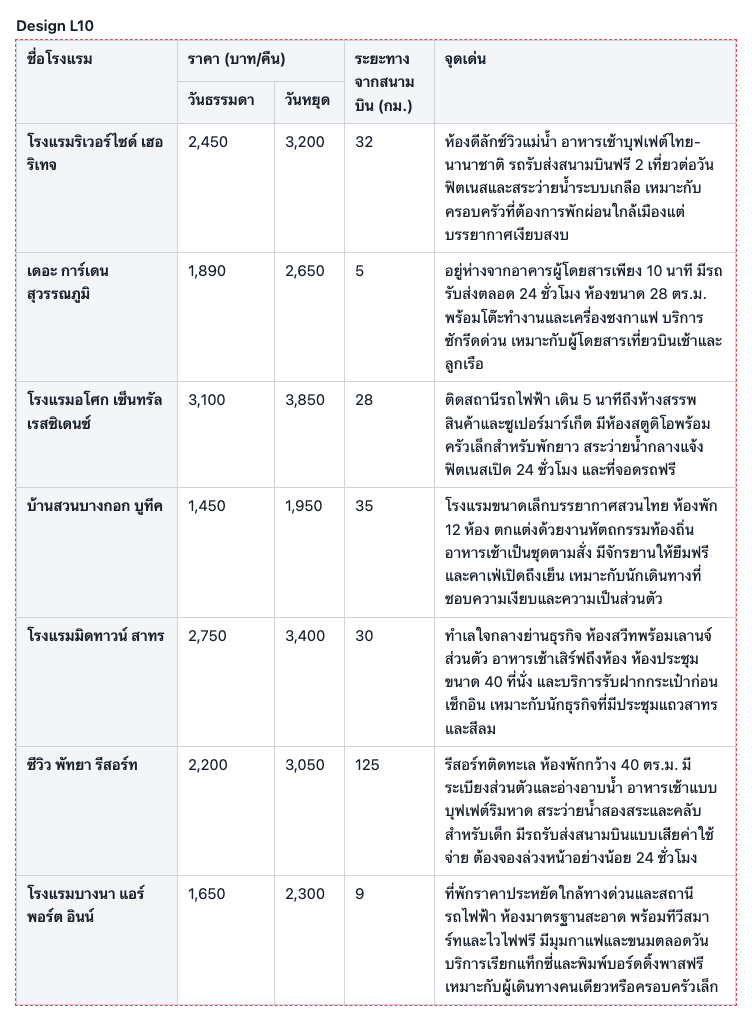 Design L10
ชื่อโรงแรม
ราคา (บาท/คืน)
ระยะทาง
จากสนาม
บิน (กม.)
จุดเด่น
วันธรรมดา
วันหยุด
โรงแรมริเวอร์ไซด์ เฮอ
ริเทจ
2,450
3,200
32
ห้องดีลักซ์วิวแม่น้ำ อาหารเช้าบุฟเฟต์ไทย-
นานาชาติ รถรับส่งสนามบินฟรี 2 เที่ยวต่อวัน
ฟิตเนสและสระว่ายน้ำระบบเกลือ เหมาะกับ
ครอบครัวที่ต้องการพักผ่อนใกล้เมืองแต่
บรรยากาศเงียบสงบ
เดอะ การ์เดน
สุวรรณภูมิ
1,890
2,650
5
อยู่ห่างจากอาคารผู้โดยสารเพียง 10 นาที มีรถ
รับส่งตลอด 24 ชั่วโมง ห้องขนาด 28 ตร.ม.
พร้อมโต๊ะทำงานและเครื่องชงกาแฟ บริการ
ซักรีดด่วน เหมาะกับผู้โดยสารเที่ยวบินเช้าและ
ลูกเรือ
โรงแรมอโศก เซ็นทรัล
เรสซิเดนซ์
3,100
3,850
28
ติดสถานีรถไฟฟ้า เดิน 5 นาทีถึงห้างสรรพ
สินค้าและซูเปอร์มาร์เก็ต มีห้องสตูดิโอพร้อม
ครัวเล็กสำหรับพักยาว สระว่ายน้ำกลางแจ้ง
ฟิตเนสเปิด 24 ชั่วโมง และที่จอดรถฟรี
บ้านสวนบางกอก บูทีค
1,450
1,950
35
โรงแรมขนาดเล็กบรรยากาศสวนไทย ห้องพัก
12 ห้อง ตกแต่งด้วยงานหัตถกรรมท้องถิ่น
อาหารเช้าเป็นชุดตามสั่ง มีจักรยานให้ยืมฟรี
และคาเฟ่เปิดถึงเย็น เหมาะกับนักเดินทางที่
ชอบความเงียบและความเป็นส่วนตัว
โรงแรมมิดทาวน์ สาทร
2,750
3,400
30
ทำเลใจกลางย่านธุรกิจ ห้องสวีทพร้อมเลานจ์
ส่วนตัว อาหารเช้าเสิร์ฟถึงห้อง ห้องประชุม
ขนาด 40 ที่นั่ง และบริการรับฝากกระเป๋าก่อน
เช็กอิน เหมาะกับนักธุรกิจที่มีประชุมแถวสาทร
และสีลม
ซีวิว พัทยา รีสอร์ท
2,200
3,050
125
รีสอร์ทติดทะเล ห้องพักกว้าง 40 ตร.ม. มี
ระเบียงส่วนตัวและอ่างอาบน้ำ อาหารเช้าแบบ
บุฟเฟต์ริมหาด สระว่ายน้ำสองสระและคลับ
สำหรับเด็ก มีรถรับส่งสนามบินแบบเสียค่าใช้
จ่าย ต้องจองล่วงหน้าอย่างน้อย 24 ชั่วโมง
โรงแรมบางนา แอร์
พอร์ต อินน์
1,650
2,300
9
ที่พักราคาประหยัดใกล้ทางด่วนและสถานี
รถไฟฟ้า ห้องมาตรฐานสะอาด พร้อมทีวีสมา
ร์ทและไวไฟฟรี มีมุมกาแฟและขนมตลอดวัน
บริการเรียกแท็กซี่และพิมพ์บอร์ดดิ้งพาสฟรี
เหมาะกับผู้เดินทางคนเดียวหรือครอบครัวเล็ก